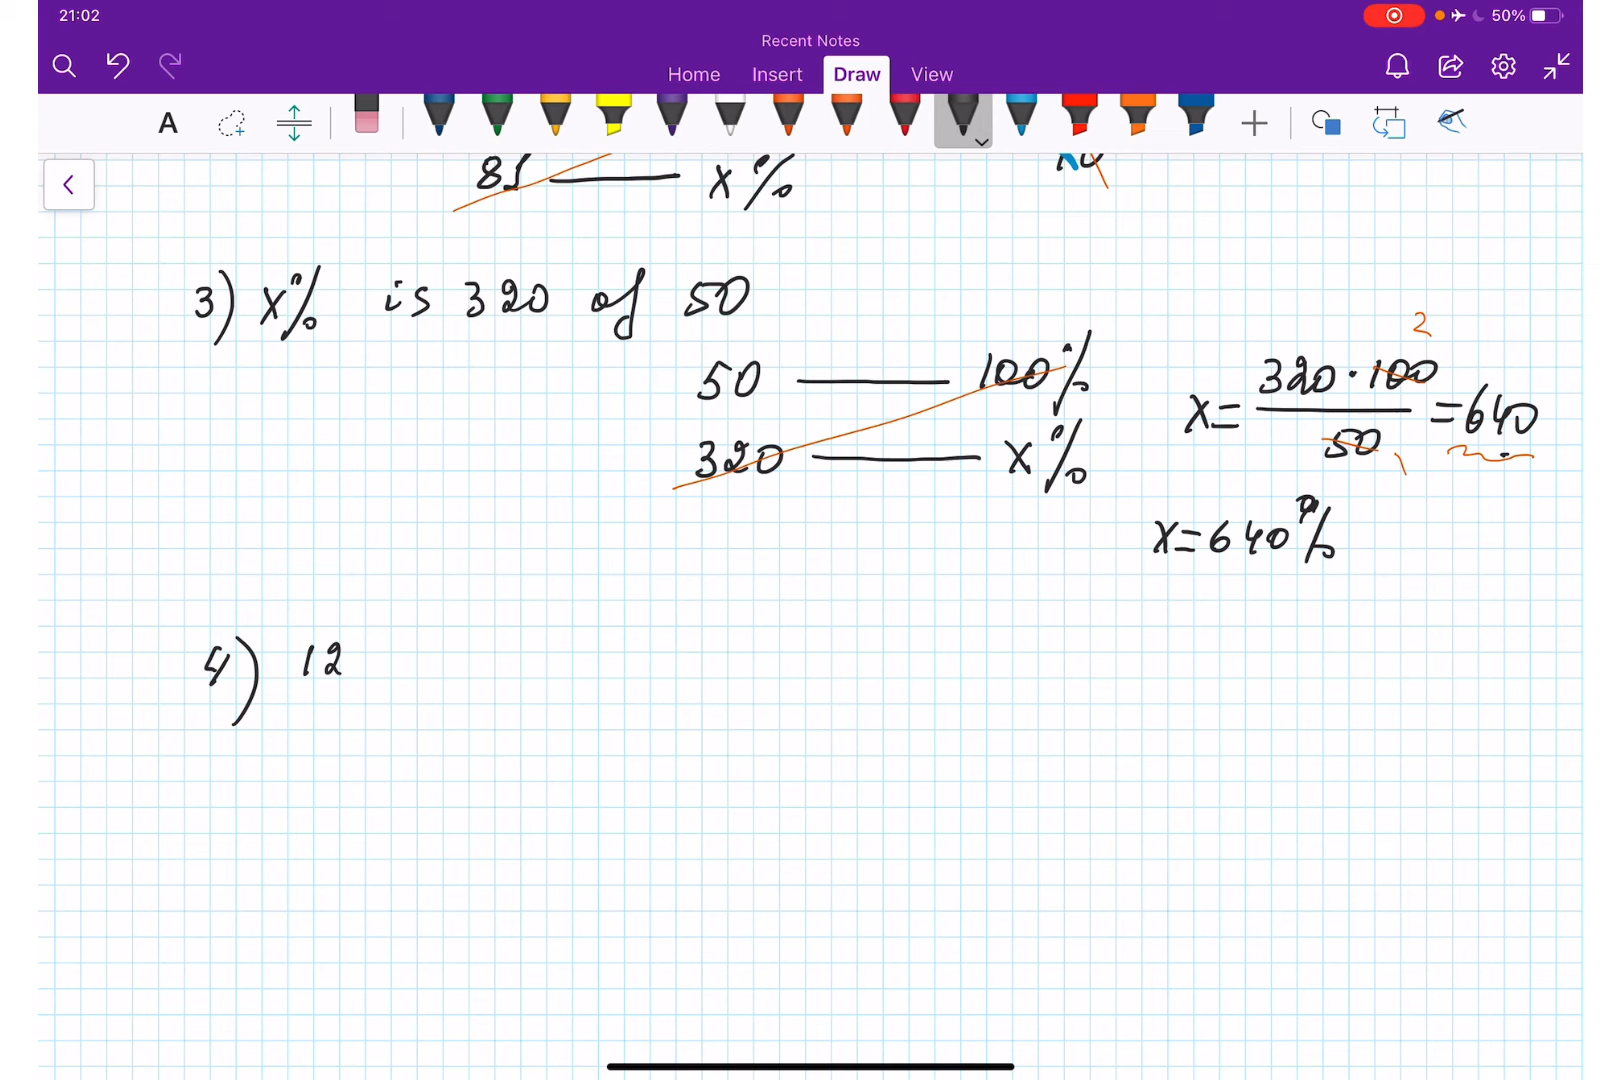 21:02
50%
Recent Notes
Home Insert Draw View
A
85 — x%
3) x% is 320 of 50
2
50 — 100%
x = 320 · 100 / 50 = 640
1
320 — x%
x = 640%
4) 12